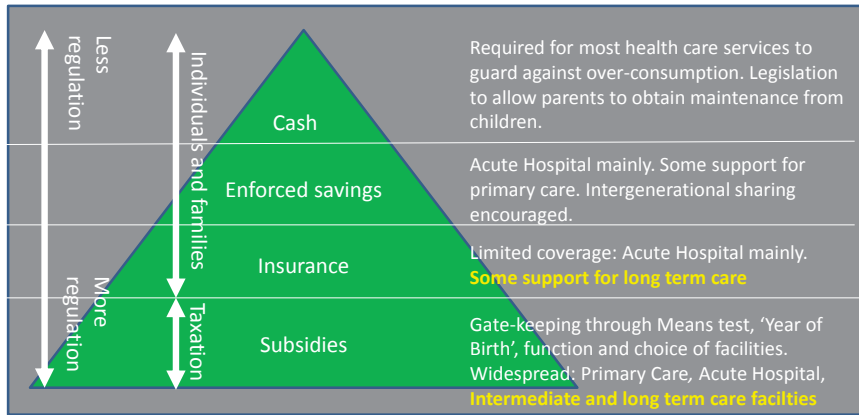 Less
regulation
More
regulation
Individuals and families
Taxation
Cash
Required for most health care services to
guard against over-consumption. Legislation
to allow parents to obtain maintenance from
children.
Enforced savings
Acute Hospital mainly. Some support for
primary care. Intergenerational sharing
encouraged.
Insurance
Limited coverage: Acute Hospital mainly.
Some support for long term care
Subsidies
Gate-keeping through Means test, ‘Year of
Birth’, function and choice of facilities.
Widespread: Primary Care, Acute Hospital,
Intermediate and long term care facilties